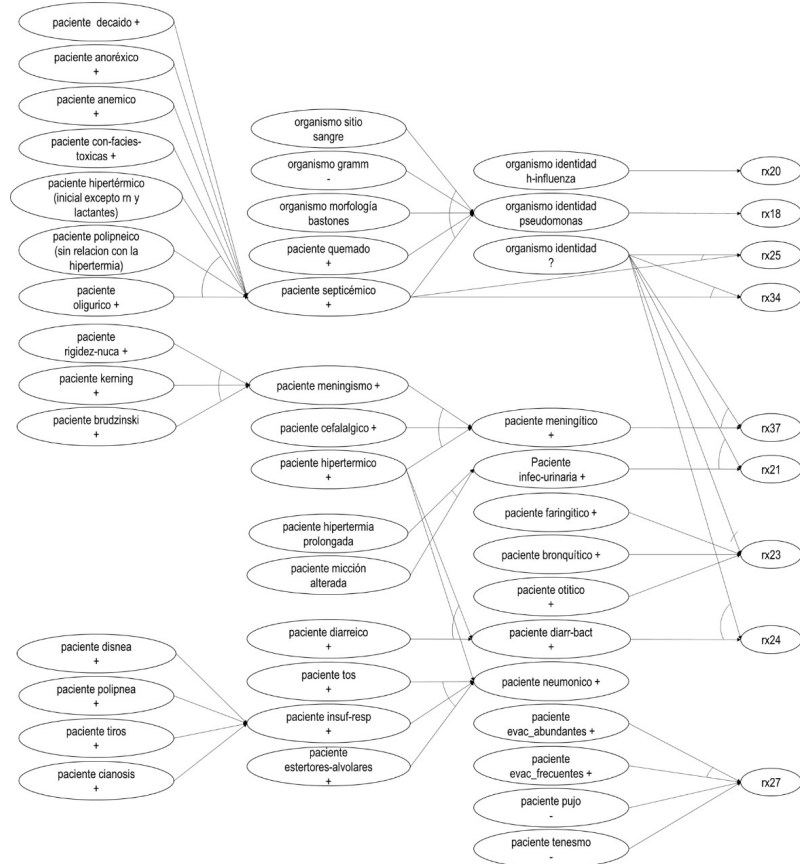 paciente decaido +
paciente anoréxico
+
paciente anemico
+
paciente con-facies-
toxicas +
paciente hipertérmico
(inicial excepto rn y
lactantes)
paciente polipneico
(sin relacion con la
hipertermia)
paciente
oligurico +
paciente
rigidez-nuca +
paciente kerning
+
paciente brudzinski
+
paciente disnea
+
paciente polipnea
+
paciente tiros
+
paciente cianosis
+
organismo sitio
sangre
organismo gramm
-
organismo morfología
bastones
paciente quemado
+
paciente septicémico
+
paciente meningismo +
paciente cefalalgico +
paciente hipertermico
+
paciente hipertermia
prolongada
paciente micción
alterada
paciente diarreico
+
paciente tos
+
paciente insuf-resp
+
paciente
estertores-alvolares
+
organismo identidad
h-influenza
organismo identidad
pseudomonas
organismo identidad
?
paciente meningítico
+
Paciente
infec-urinaria +
paciente faringitico +
paciente bronquítico +
paciente otitico
+
paciente diarr-bact
+
paciente neumonico +
paciente
evac_abundantes +
paciente
evac_frecuentes +
paciente pujo
-
paciente tenesmo
-
rx20
rx18
rx25
rx34
rx37
rx21
rx23
rx24
rx27